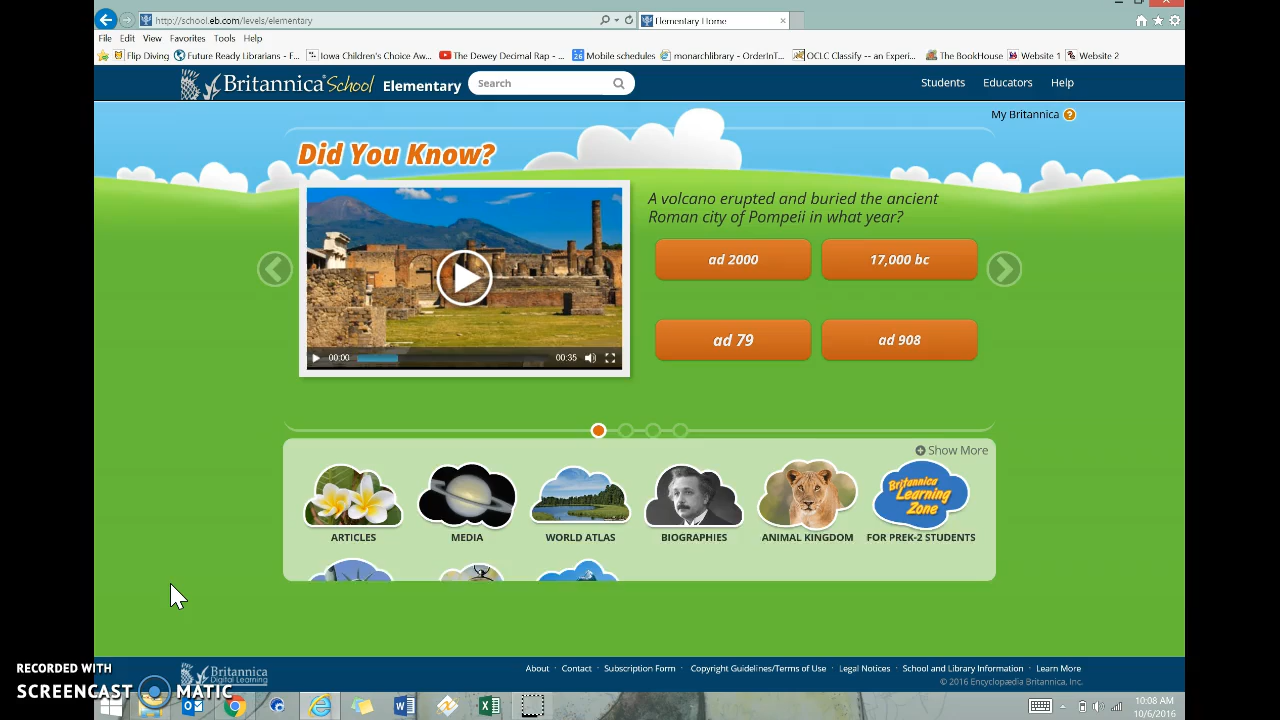 http://school.eb.com/levels/elementary
Elementary Home
File Edit View Favorites Tools Help
Flip Diving Future Ready Librarians - F... Iowa Children's Choice Aw... The Dewey Decimal Rap - ... Mobile schedules monarchlibrary - OrderInT... OCLC Classify -- an Experi... The BookHouse Website 1 Website 2
Britannica School Elementary Search Students Educators Help
My Britannica ?
Did You Know?
A volcano erupted and buried the ancient
Roman city of Pompeii in what year?
ad 2000 17,000 bc
ad 79 ad 908
00:00 00:35
Show More
Britannica
Learning
Zone
ARTICLES MEDIA WORLD ATLAS BIOGRAPHIES ANIMAL KINGDOM FOR PREK-2 STUDENTS
Britannica
Digital Learning
About · Contact · Subscription Form · Copyright Guidelines/Terms of Use · Legal Notices · School and Library Information · Learn More
© 2016 Encyclopædia Britannica, Inc.
RECORDED WITH
SCREENCAST MATIC
10:08 AM
10/6/2016